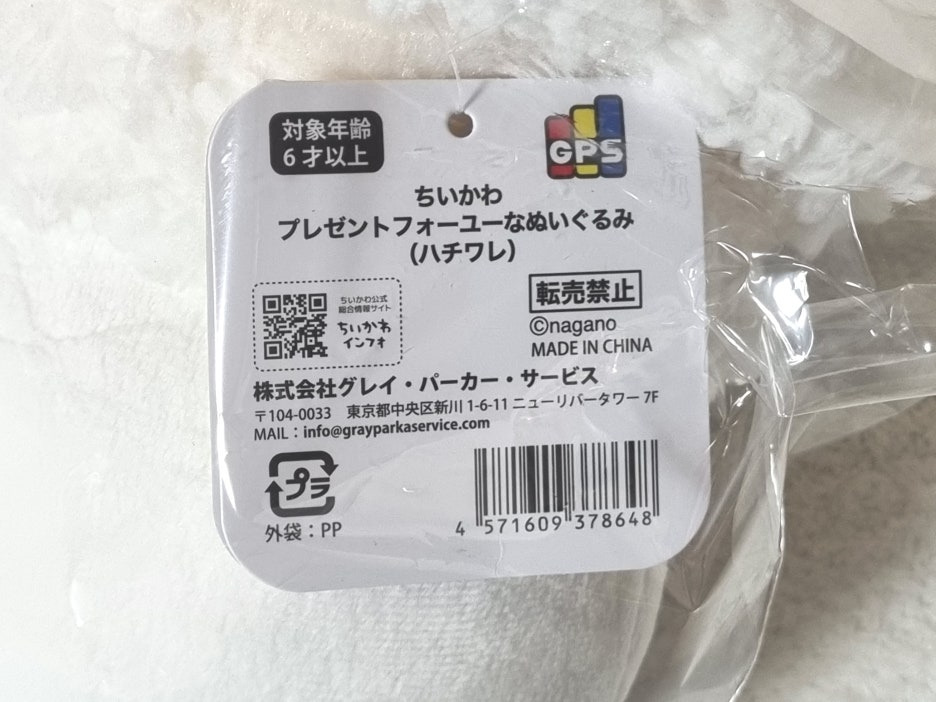 対象年齢
6才以上
GPS
ちいかわ
プレゼントフォーユーなぬいぐるみ
（ハチワレ）
ちいかわ公式
総合情報サイト
ちいかわ
インフォ
転売禁止
©nagano
MADE IN CHINA
株式会社グレイ・パーカー・サービス
〒104-0033 東京都中央区新川1-6-11 ニューリバータワー 7F
MAIL：info@grayparkaservice.com
プラ
外袋：PP
4 571609 378648